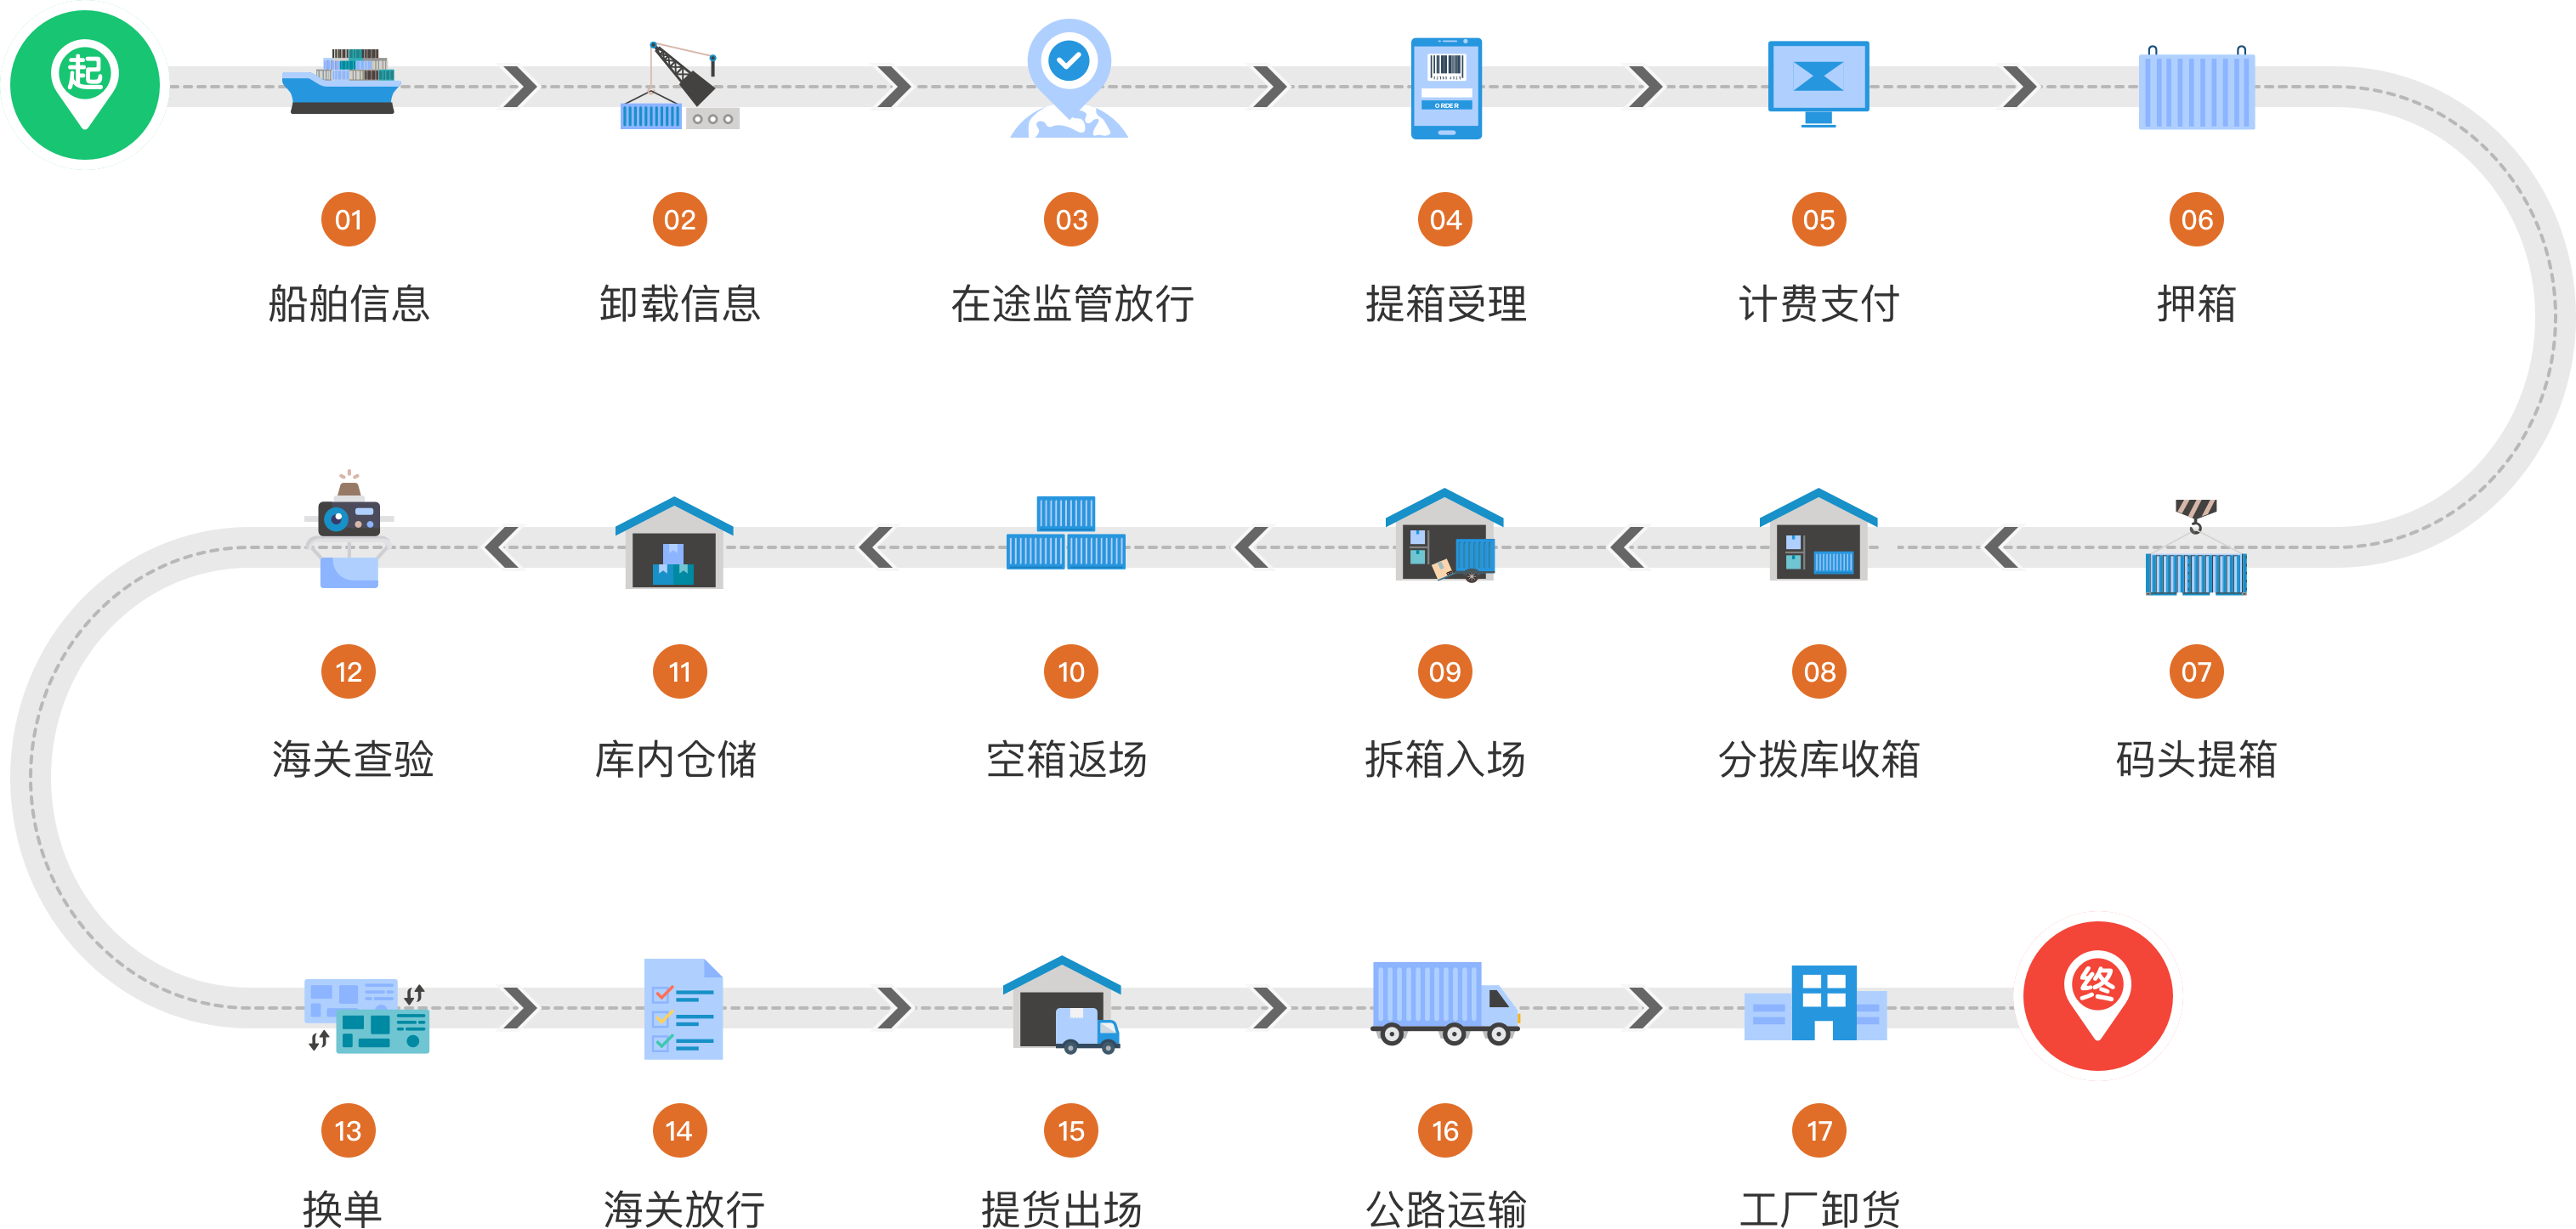 起
01
船舶信息
02
卸载信息
03
在途监管放行
ORDER
04
提箱受理
05
计费支付
06
押箱
07
码头提箱
08
分拨库收箱
09
拆箱入场
10
空箱返场
11
库内仓储
12
海关查验
13
换单
14
海关放行
15
提货出场
16
公路运输
17
工厂卸货
终